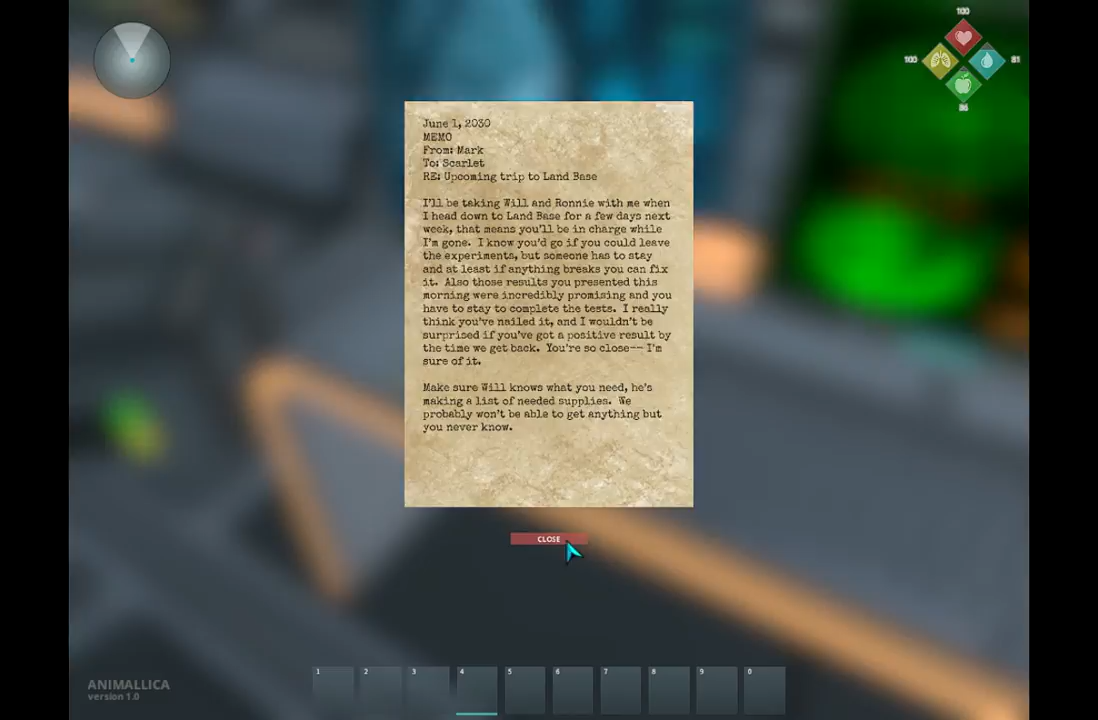 100
100
81
86
June 1, 2030
MEMO
From: Mark
To: Scarlet
RE: Upcoming trip to Land Base
I'll be taking Will and Ronnie with me when
I head down to Land Base for a few days next
week, that means you'll be in charge while
I'm gone. I know you'd go if you could leave
the experiments, but someone has to stay
and at least if anything breaks you can fix
it. Also those results you presented this
morning were incredibly promising and you
have to stay to complete the tests. I really
think you've nailed it, and I wouldn't be
surprised if you've got a positive result by
the time we get back. You're so close-- I'm
sure of it.
Make sure Will knows what you need, he's
making a list of needed supplies. We
probably won't be able to get anything but
you never know.
CLOSE
1 2 3 4 5 6 7 8 9 0
ANIMALLICA
version 1.0